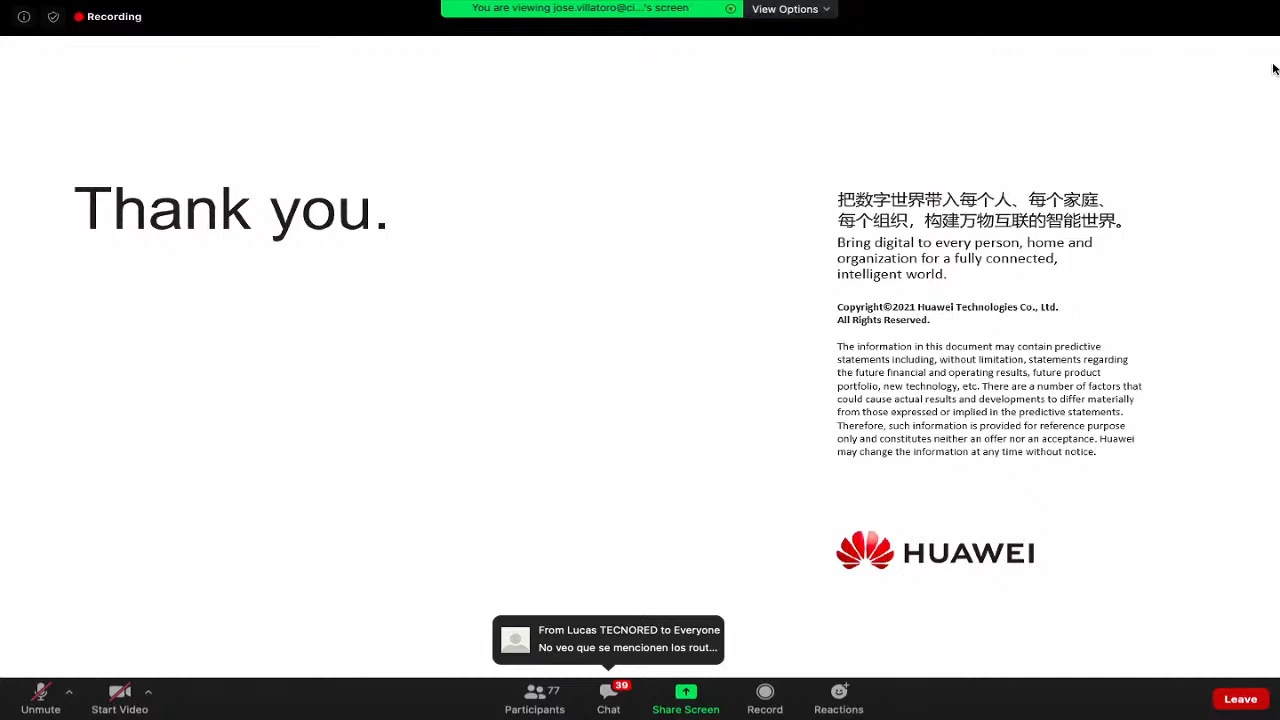 Recording
You are viewing jose.villatoro@ci...'s screen
View Options
Thank you.
把数字世界带入每个人、每个家庭、
每个组织，构建万物互联的智能世界。
Bring digital to every person, home and
organization for a fully connected,
intelligent world.
Copyright©2021 Huawei Technologies Co., Ltd.
All Rights Reserved.
The information in this document may contain predictive
statements including, without limitation, statements regarding
the future financial and operating results, future product
portfolio, new technology, etc. There are a number of factors that
could cause actual results and developments to differ materially
from those expressed or implied in the predictive statements.
Therefore, such information is provided for reference purpose
only and constitutes neither an offer nor an acceptance. Huawei
may change the information at any time without notice.
HUAWEI
From Lucas TECNORED to Everyone
No veo que se mencionen los rout...
77
39
Unmute
Start Video
Participants
Chat
Share Screen
Record
Reactions
Leave